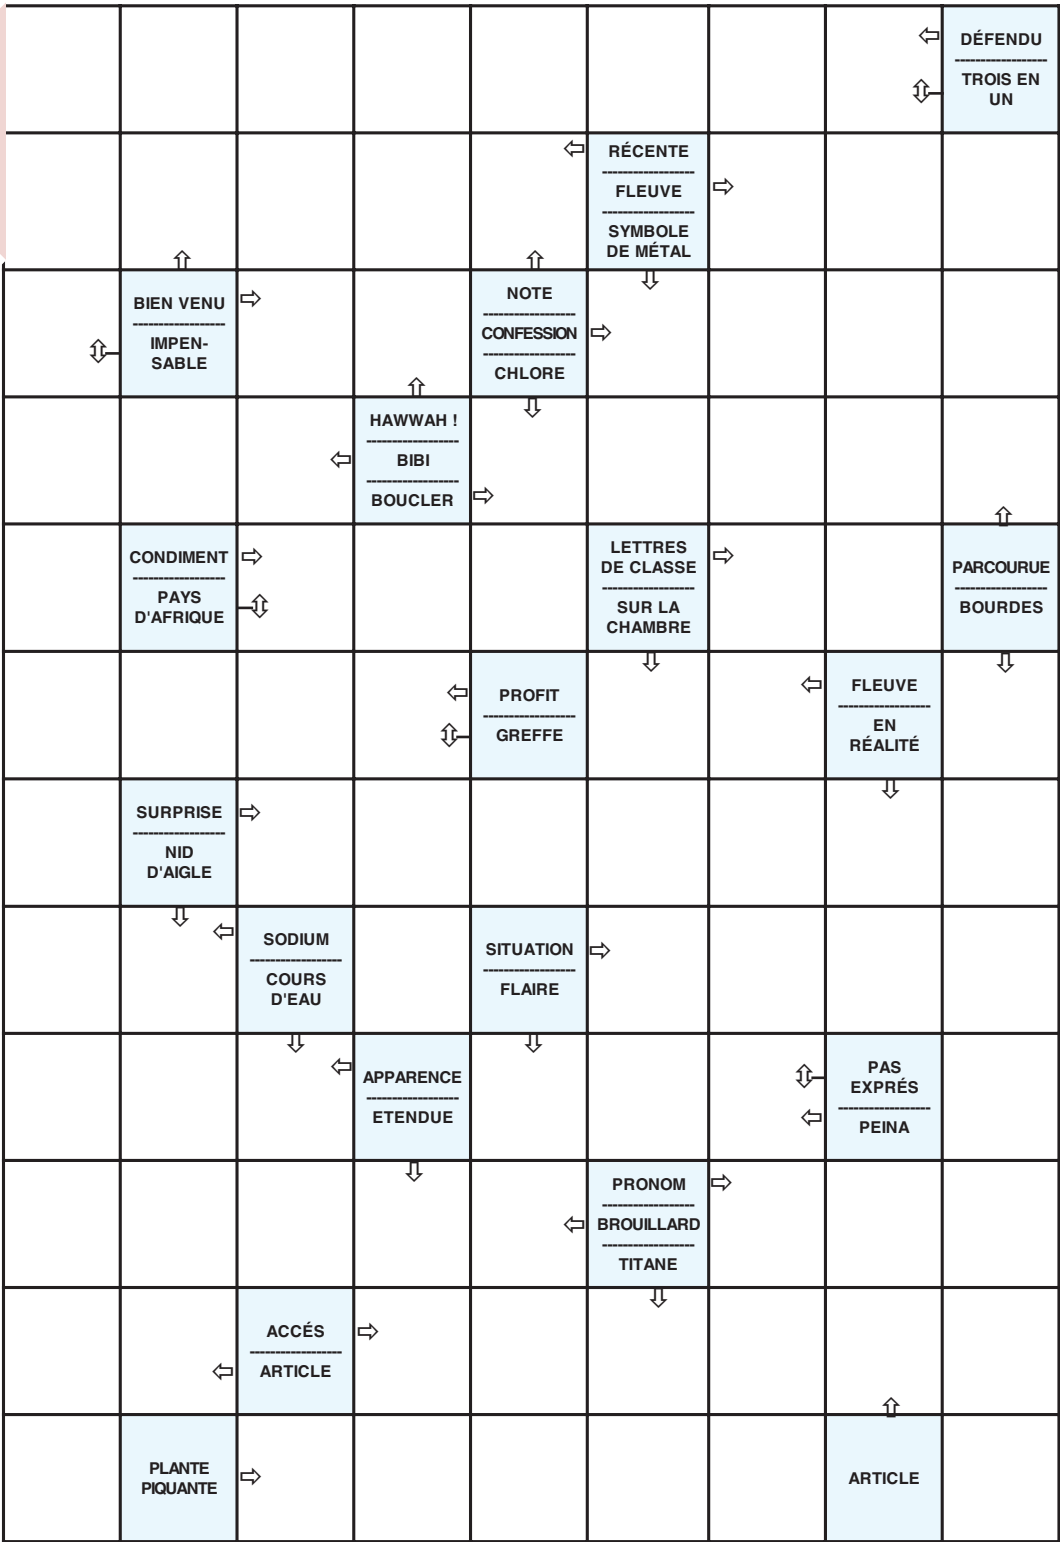 DÉFENDU
TROIS EN
UN
RÉCENTE
FLEUVE
SYMBOLE
DE MÉTAL
BIEN VENU
IMPEN-
SABLE
NOTE
CONFESSION
CHLORE
HAWWAH !
BIBI
BOUCLER
CONDIMENT
PAYS
D'AFRIQUE
LETTRES
DE CLASSE
SUR LA
CHAMBRE
PARCOURUE
BOURDES
PROFIT
GREFFE
FLEUVE
EN
RÉALITÉ
SURPRISE
NID
D'AIGLE
SODIUM
COURS
D'EAU
SITUATION
FLAIRE
APPARENCE
ETENDUE
PAS
EXPRÉS
PEINA
PRONOM
BROUILLARD
TITANE
ACCÉS
ARTICLE
PLANTE
PIQUANTE
ARTICLE